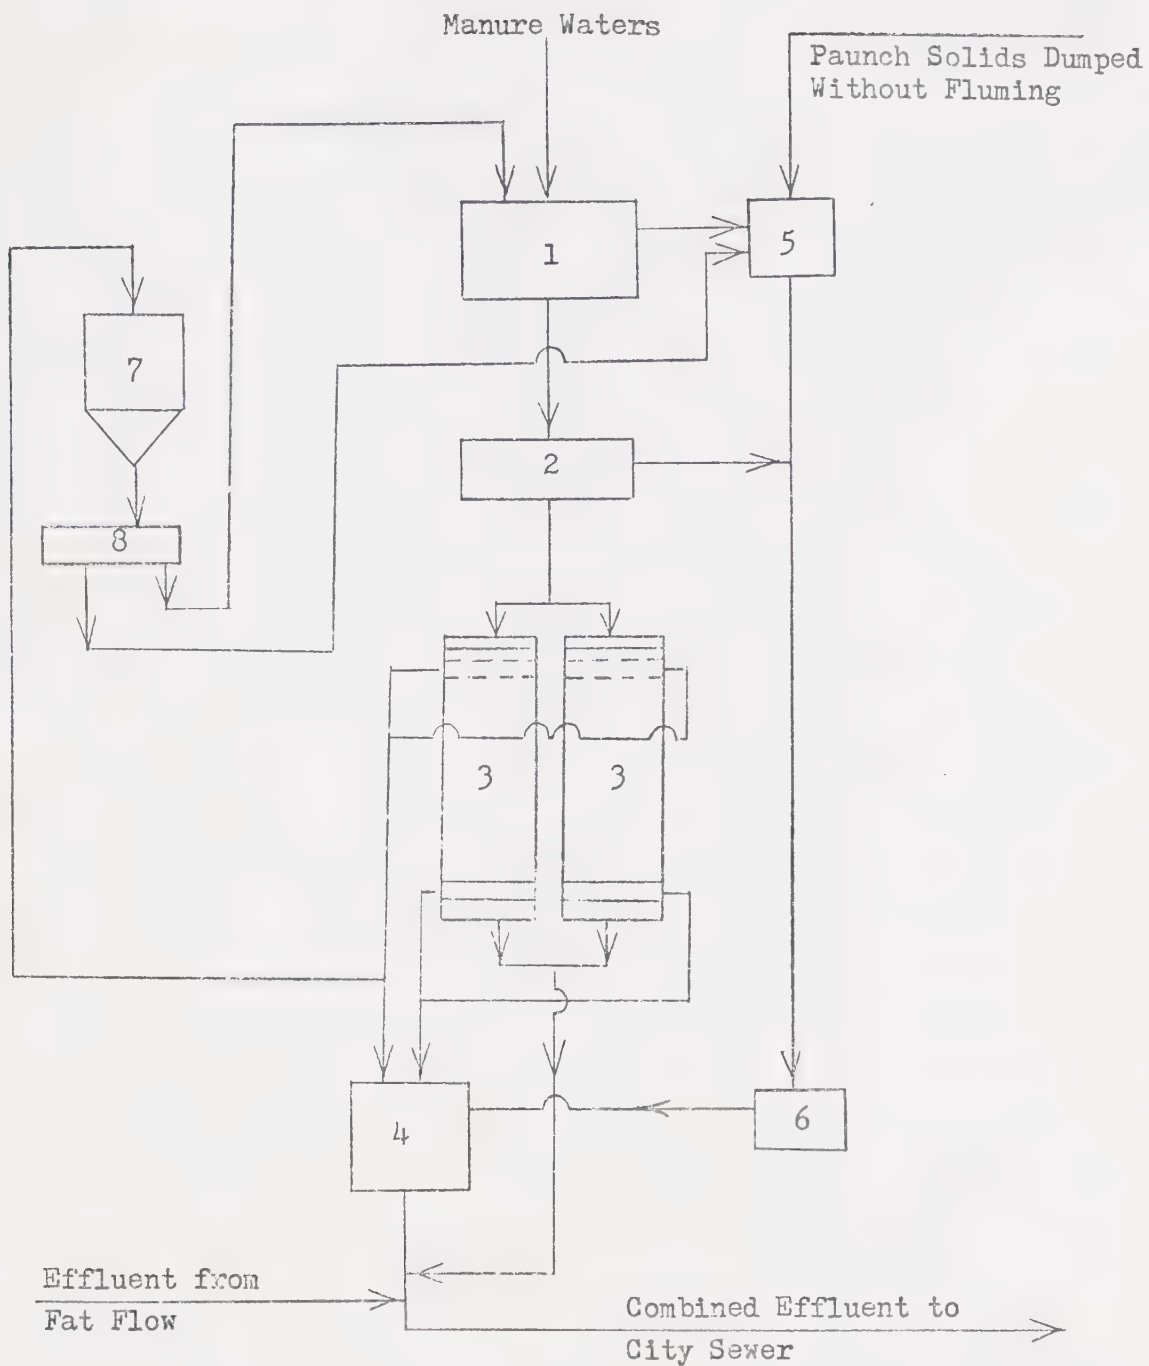 Manure Waters
Paunch Solids Dumped
Without Fluming
1
5
7
2
8
3
3
4
6
Effluent from
Fat Flow
Combined Effluent to
City Sewer